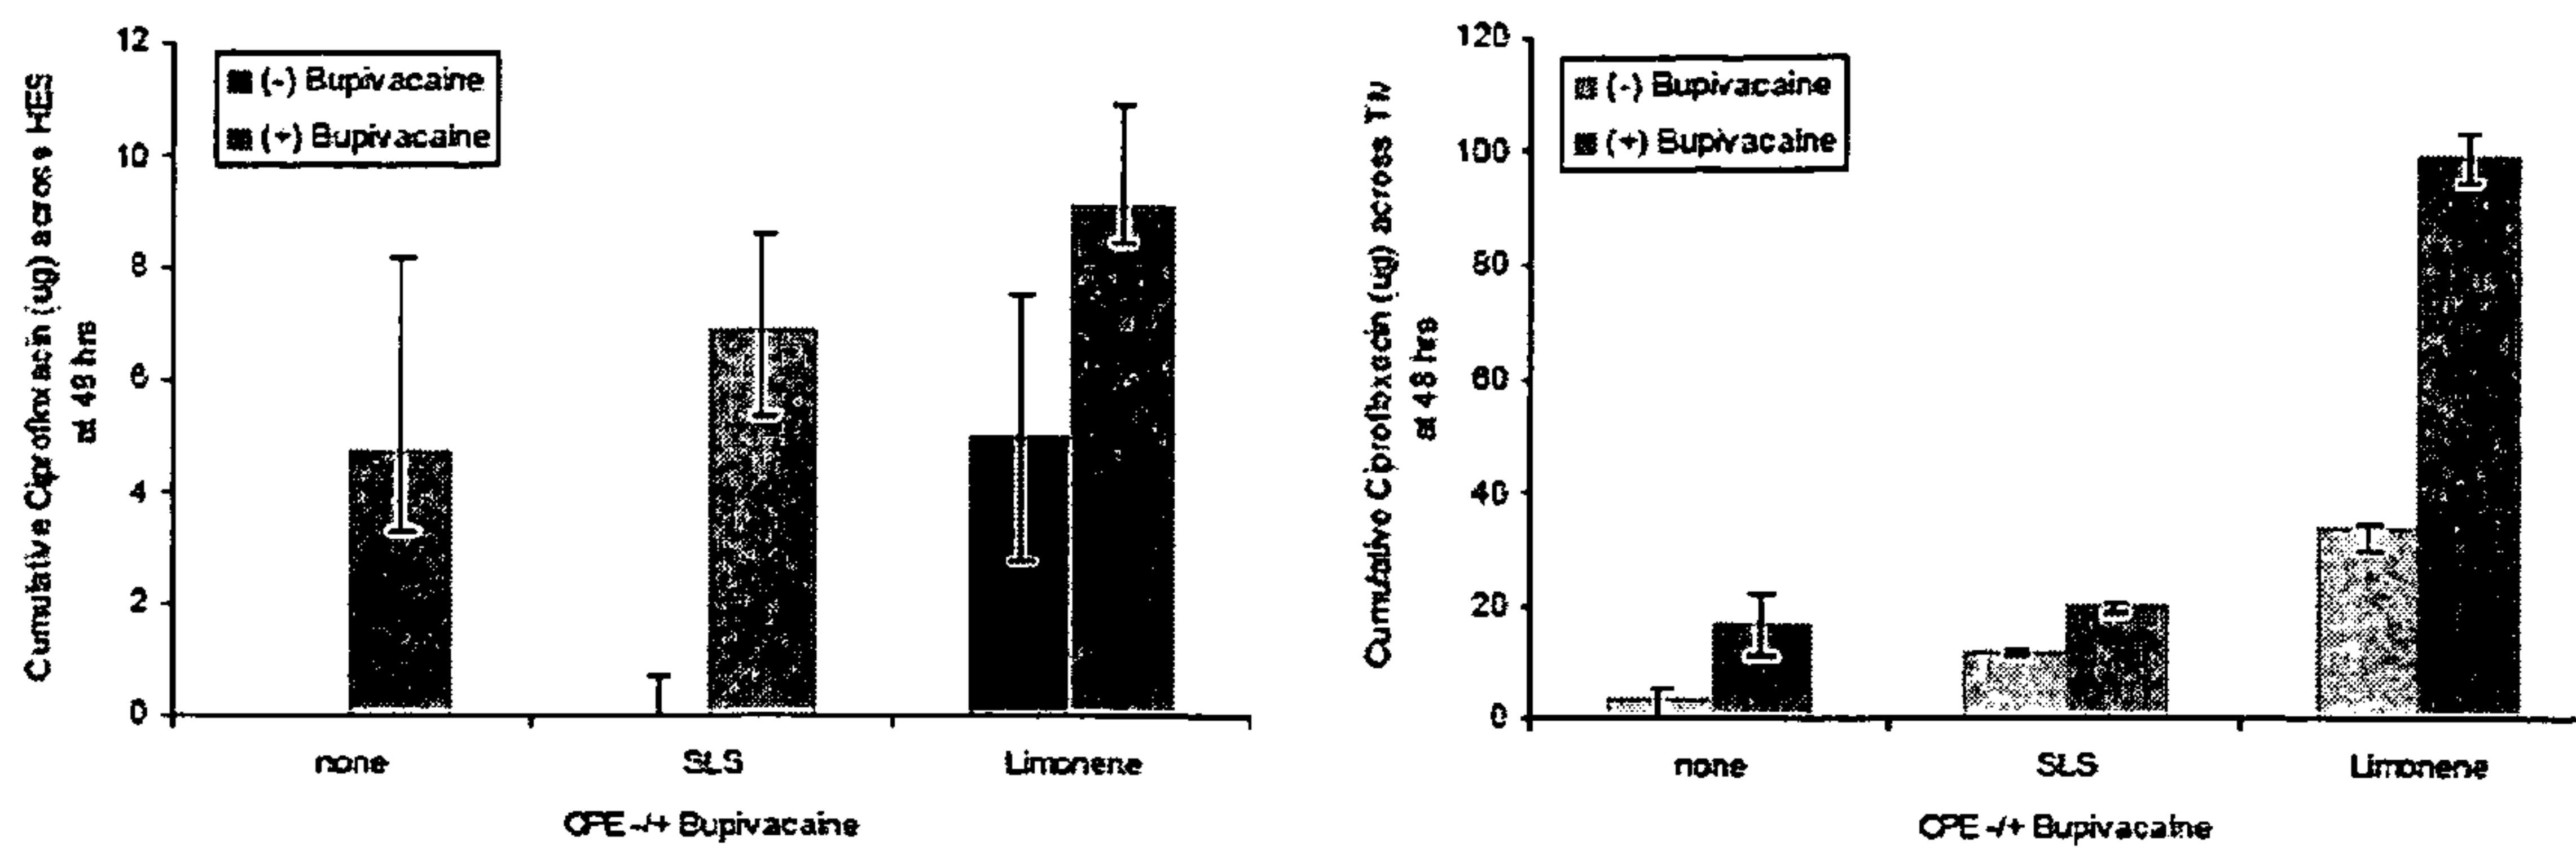 Cumulative Ciprofloxacin (ug) across HES
at 48 hrs
12
10
8
6
4
2
0
(-) Bupivacaine
(+) Bupivacaine
none SLS Limonene
CPE -/+ Bupivacaine
Cumulative Ciprofloxacin (ug) across TM
at 48 hrs
120
100
80
60
40
20
0
(-) Bupivacaine
(+) Bupivacaine
none SLS Limonene
CPE -/+ Bupivacaine